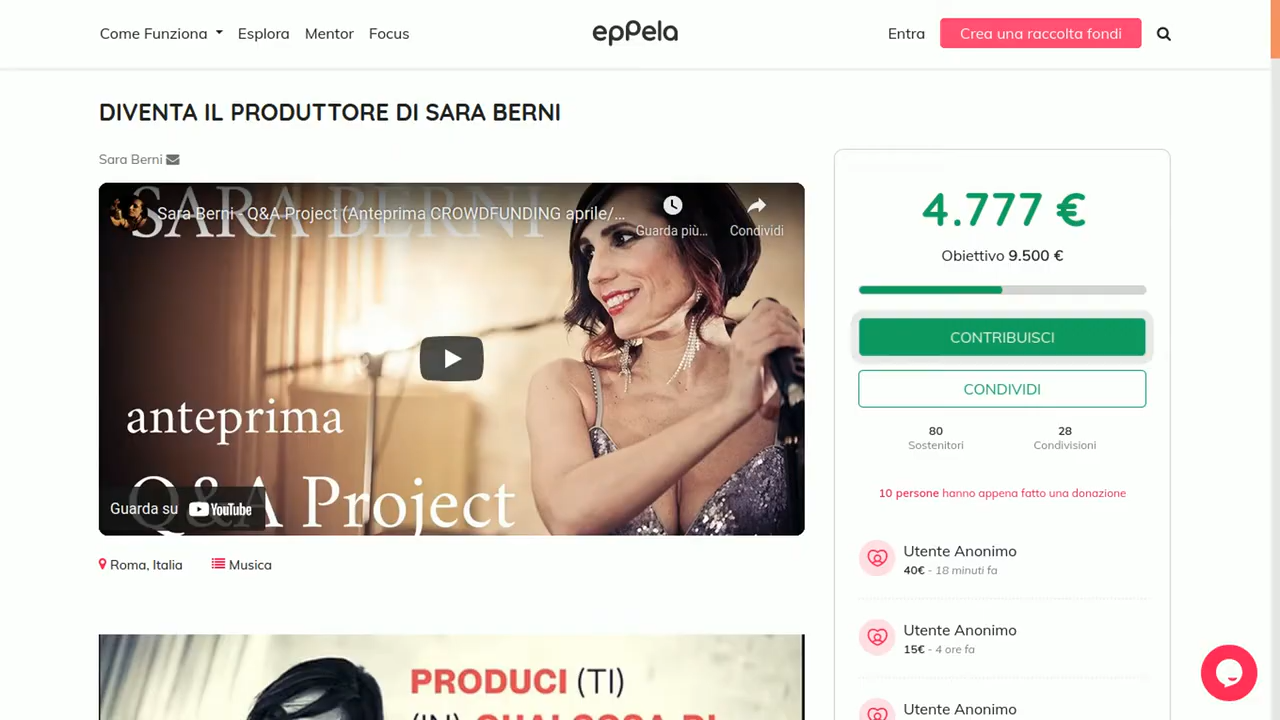 Come Funziona
Esplora
Mentor
Focus
epPela
Entra
Crea una raccolta fondi
DIVENTA IL PRODUTTORE DI SARA BERNI
Sara Berni
SARA BERNI
Sara Berni - Q&A Project (Anteprima CROWDFUNDING aprile/...
Guarda più...
Condividi
anteprima
Q&A Project
Guarda su YouTube
Roma, Italia
Musica
PRODUCI (TI)
4.777 €
Obiettivo 9.500 €
CONTRIBUISCI
CONDIVIDI
80
Sostenitori
28
Condivisioni
10 persone hanno appena fatto una donazione
Utente Anonimo
40€ - 18 minuti fa
Utente Anonimo
15€ - 4 ore fa
Utente Anonimo